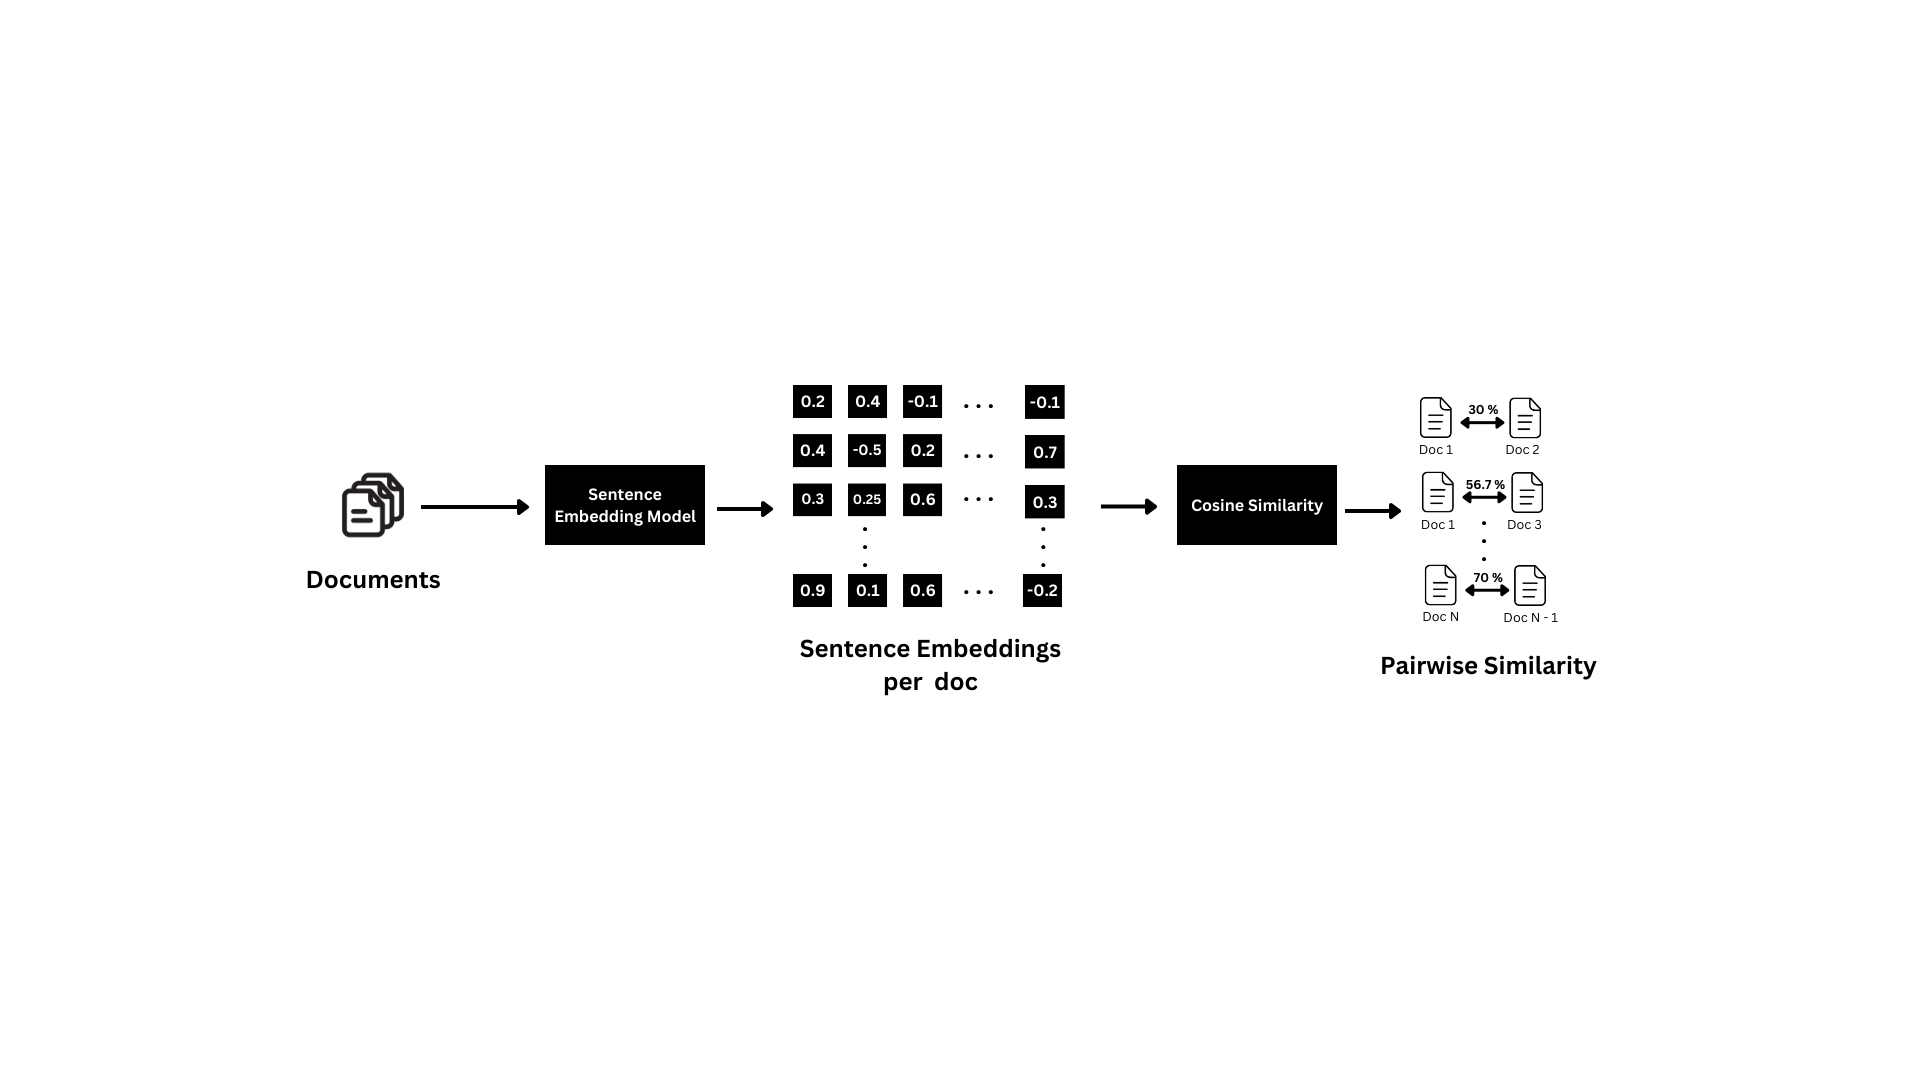 Documents
Sentence
Embedding Model
0.2 0.4 -0.1 ... -0.1
0.4 -0.5 0.2 ... 0.7
0.3 0.25 0.6 ... 0.3
0.9 0.1 0.6 ... -0.2
Sentence Embeddings
per doc
Cosine Similarity
30 %
Doc 1 Doc 2
56.7 %
Doc 1 Doc 3
70 %
Doc N Doc N - 1
Pairwise Similarity